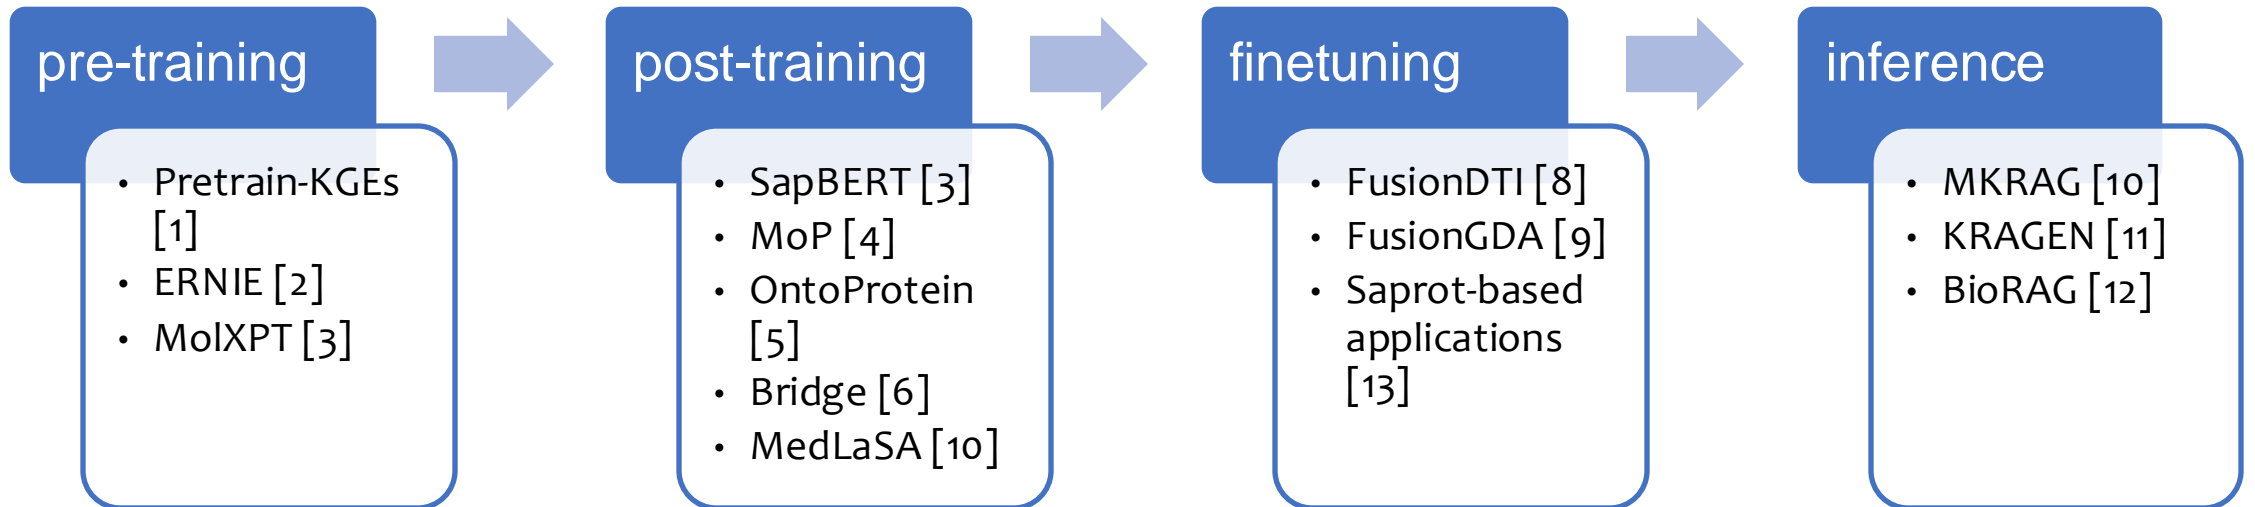 pre-training
• Pretrain-KGEs
[1]
• ERNIE [2]
• MolXPT [3]
post-training
• SapBERT [3]
• MoP [4]
• OntoProtein
[5]
• Bridge [6]
• MedLaSA [10]
finetuning
• FusionDTI [8]
• FusionGDA [9]
• Saprot-based
applications
[13]
inference
• MKRAG [10]
• KRAGEN [11]
• BioRAG [12]